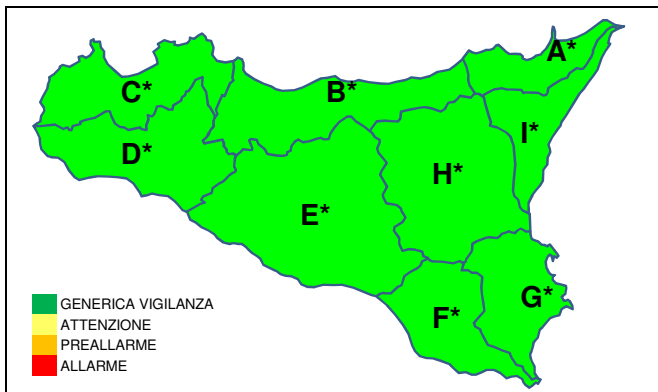 A*
C*
B*
I*
D*
H*
E*
G*
F*
GENERICA VIGILANZA
ATTENZIONE
PREALLARME
ALLARME